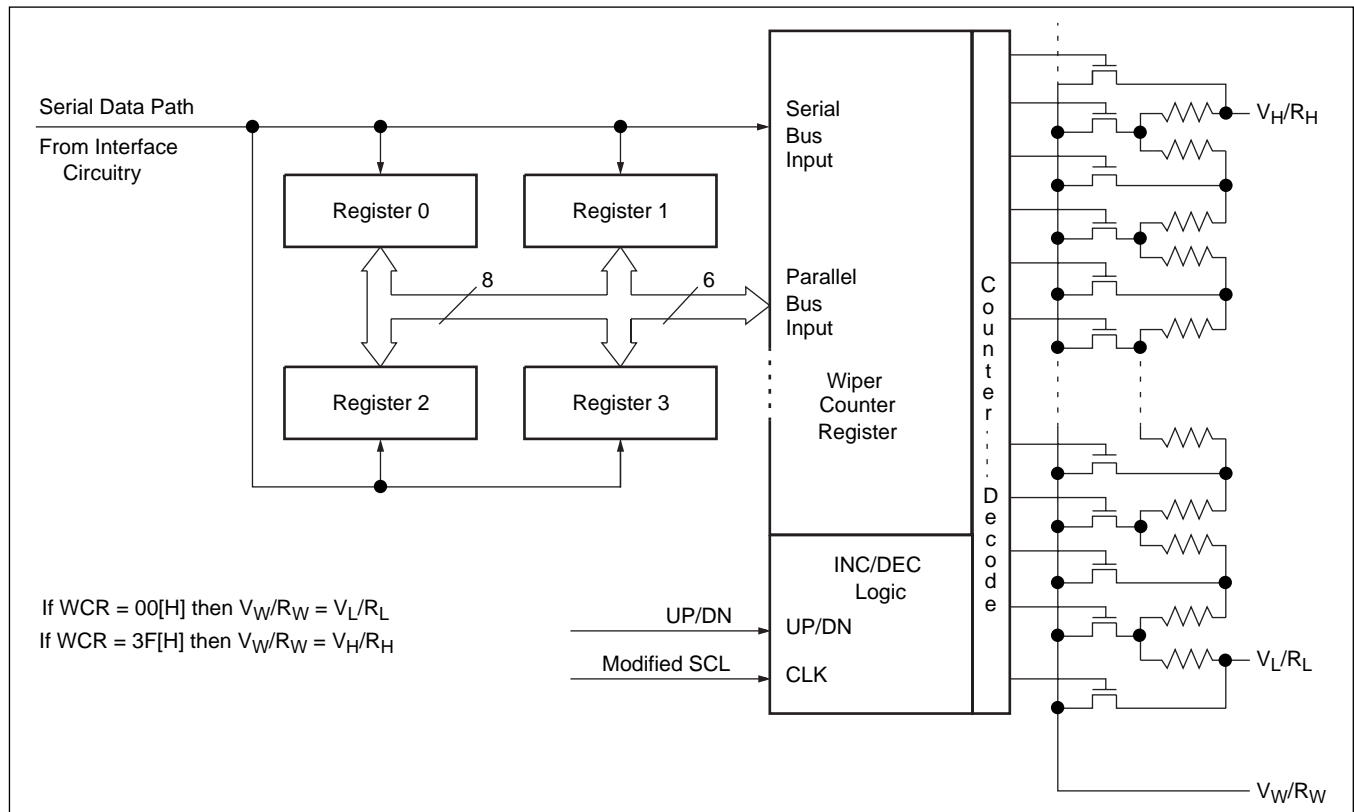 Serial Data Path
From Interface
Circuitry
Register 0
Register 1
8
6
Register 2
Register 3
Serial
Bus
Input
Parallel
Bus
Input
Wiper
Counter
Register
INC/DEC
Logic
UP/DN
UP/DN
Modified SCL
CLK
Counter
Decode
VH/RH
VL/RL
VW/RW
If WCR = 00[H] then VW/RW = VL/RL
If WCR = 3F[H] then VW/RW = VH/RH